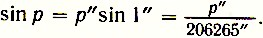 sin p = p″ sin 1″ = p″/206265″.